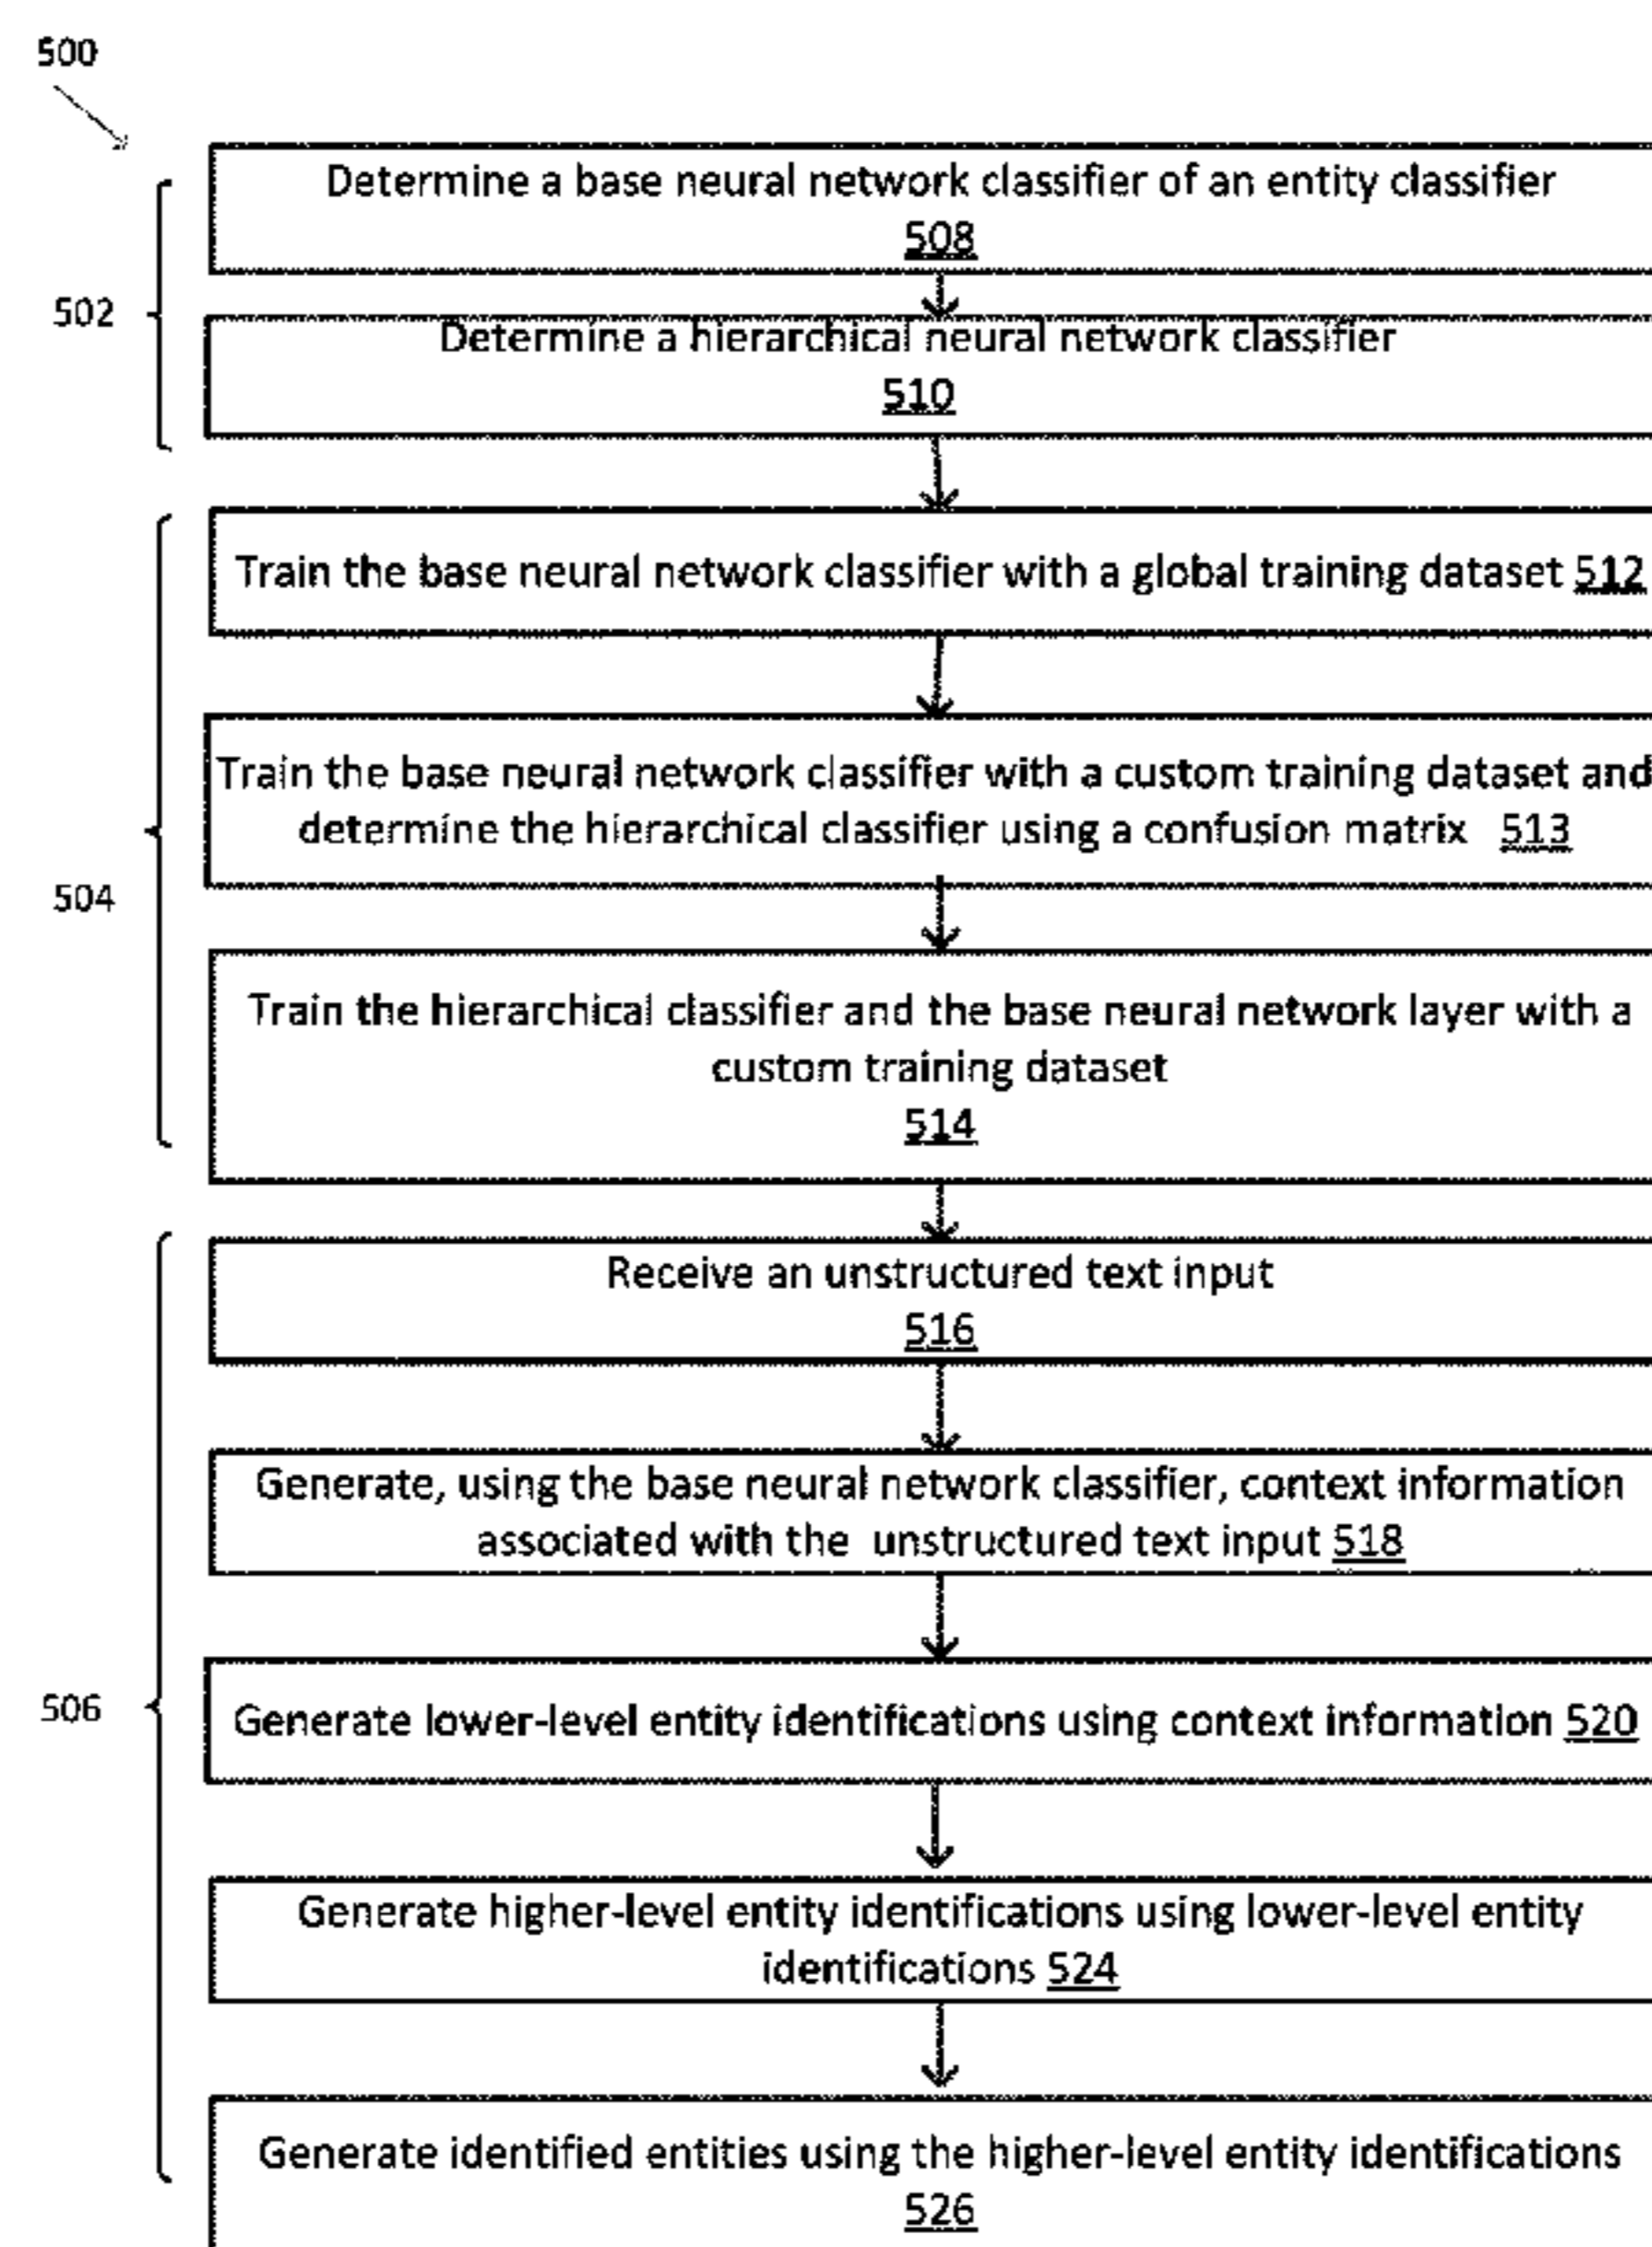 500
Determine a base neural network classifier of an entity classifier
508
502
Determine a hierarchical neural network classifier
510
Train the base neural network classifier with a global training dataset 512
Train the base neural network classifier with a custom training dataset and
determine the hierarchical classifier using a confusion matrix 513
504
Train the hierarchical classifier and the base neural network layer with a
custom training dataset
514
Receive an unstructured text input
516
Generate, using the base neural network classifier, context information
associated with the unstructured text input 518
506
Generate lower-level entity identifications using context information 520
Generate higher-level entity identifications using lower-level entity
identifications 524
Generate identified entities using the higher-level entity identifications
526